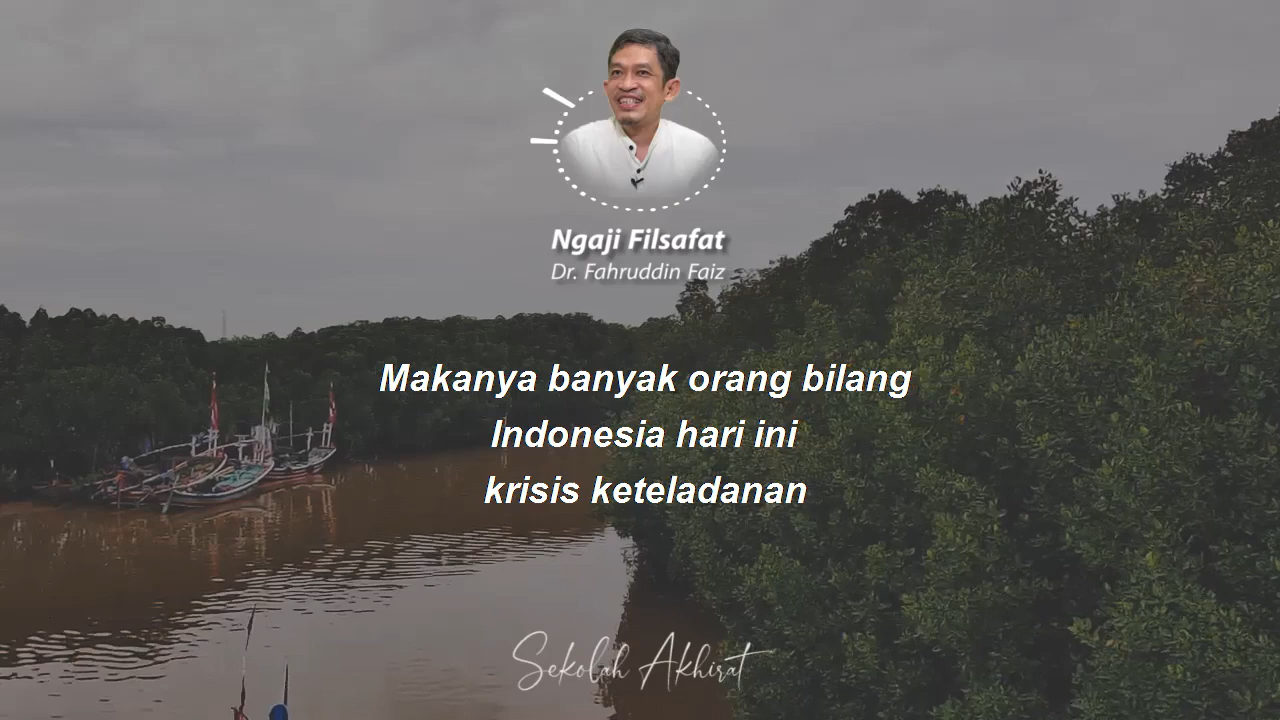 Ngaji Filsafat
Dr. Fahruddin Faiz
Makanya banyak orang bilang
Indonesia hari ini
krisis keteladanan
Sekolah Akhirat